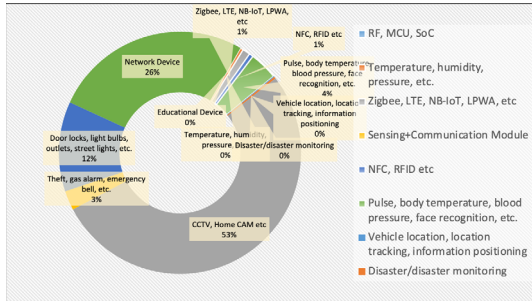 Zigbee, LTE, NB-IoT, LPWA,
etc
1%
NFC, RFID etc
1%
Network Device
26%
Pulse, body temperature,
blood pressure, face
recognition, etc.
4%
Educational Device
0%
Vehicle location, location
tracking, information
positioning
0%
Temperature, humidity,
pressure,
0%
Disaster/disaster monitoring
0%
Door locks, light bulbs,
outlets, street lights, etc.
12%
Theft, gas alarm, emergency
bell, etc.
3%
CCTV, Home CAM etc
53%
RF, MCU, SoC
Temperature, humidity,
pressure, etc.
Zigbee, LTE, NB-IoT, LPWA, etc
Sensing+Communication Module
NFC, RFID etc
Pulse, body temperature, blood
pressure, face recognition, etc.
Vehicle location, location
tracking, information positioning
Disaster/disaster monitoring